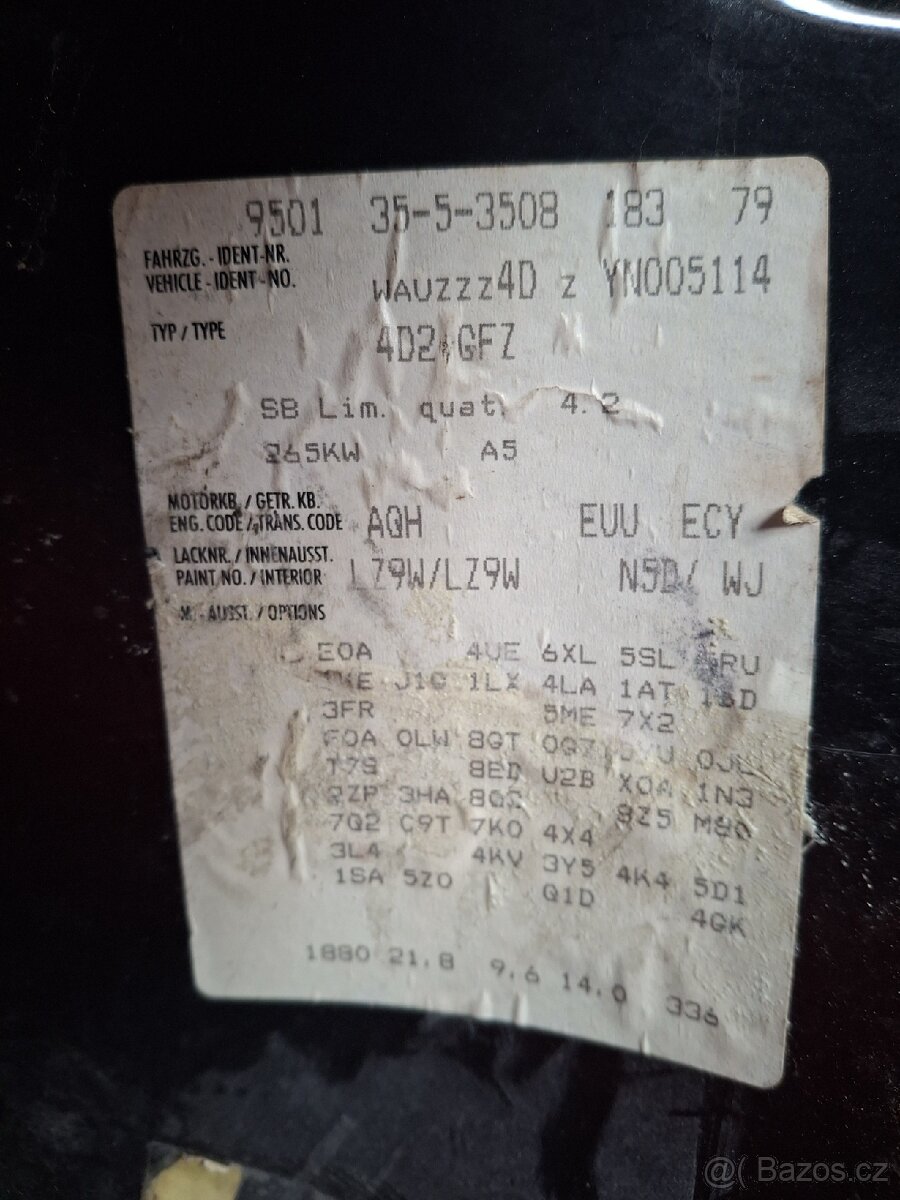 9501 35-5-3508 183 79
FAHRZG. - IDENT-NR.
VEHICLE - IDENT - NO.
WAUZZZ4D Z YN005114
TYP / TYPE
4D2 GFZ
SB Lim. quat. 4.2
265KW A5
MOTORKB. / GETR. KB.
ENG. CODE / TRANS. CODE
AQH EUU ECY
LACKNR. / INNENAUSST.
PAINT NO. / INTERIOR
LZ9W/LZ9W N5D/ WJ
M. - AUSST. / OPTIONS
E0A 4UE 6XL 5SL
1LX 4LA 1AT
3FR 5ME 7X2
0LW 8GT
8ED U2B X0A 1N3
3HA 8Z5
7Q2 C9T 7K0 4X4
3L4 4KV 3Y5 4K4 5D1
1SA 5Z0 Q1D
4GK
1880 21.8 9.6 14.0 336
@( Bazos.cz